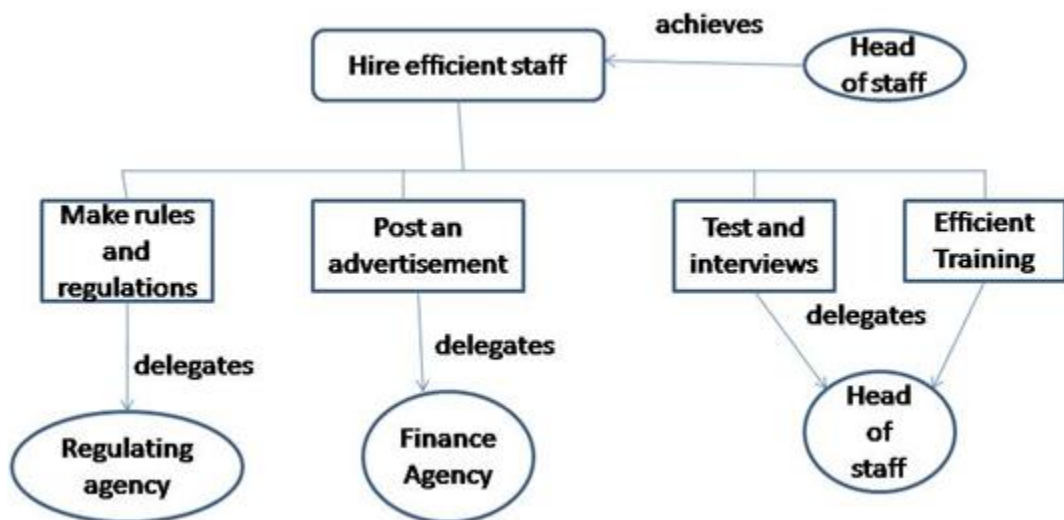 achieves
Hire efficient staff
Head
of staff
Make rules
and
regulations
Post an
advertisement
Test and
interviews
Efficient
Training
delegates
delegates
delegates
Regulating
agency
Finance
Agency
Head
of
staff